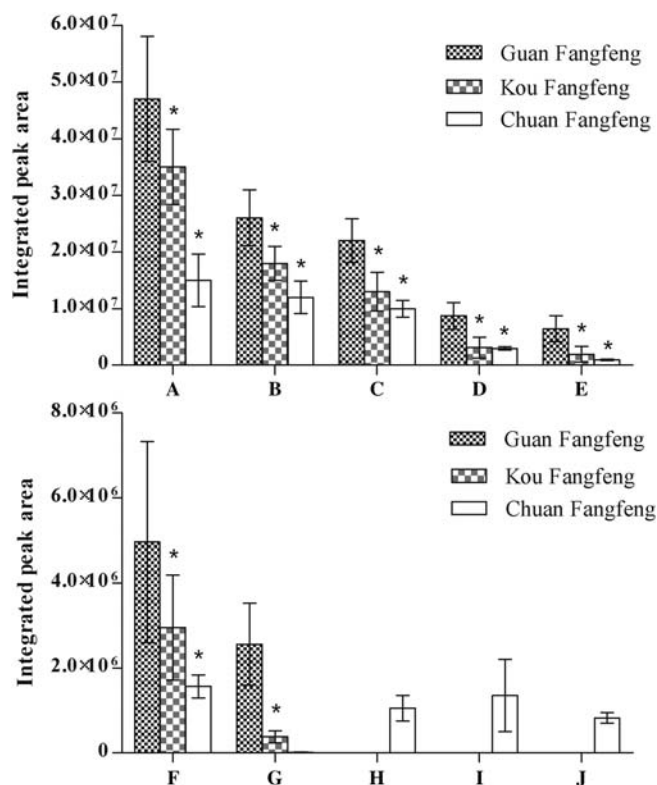 6.0×10⁷
5.0×10⁷
4.0×10⁷
3.0×10⁷
2.0×10⁷
1.0×10⁷
0
Integrated peak area
Guan Fangfeng
Kou Fangfeng
Chuan Fangfeng
* * * * * * * * * *
A B C D E
8.0×10⁶
6.0×10⁶
4.0×10⁶
2.0×10⁶
0
Integrated peak area
Guan Fangfeng
Kou Fangfeng
Chuan Fangfeng
* * *
F G H I J